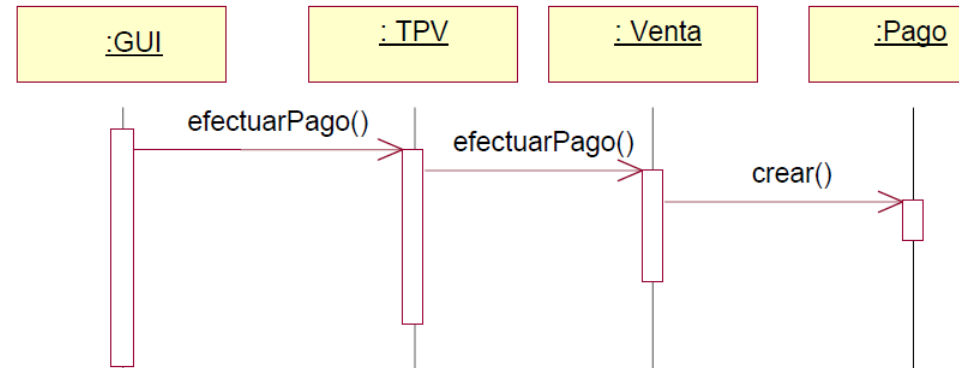 :GUI
: TPV
: Venta
:Pago
efectuarPago()
efectuarPago()
crear()